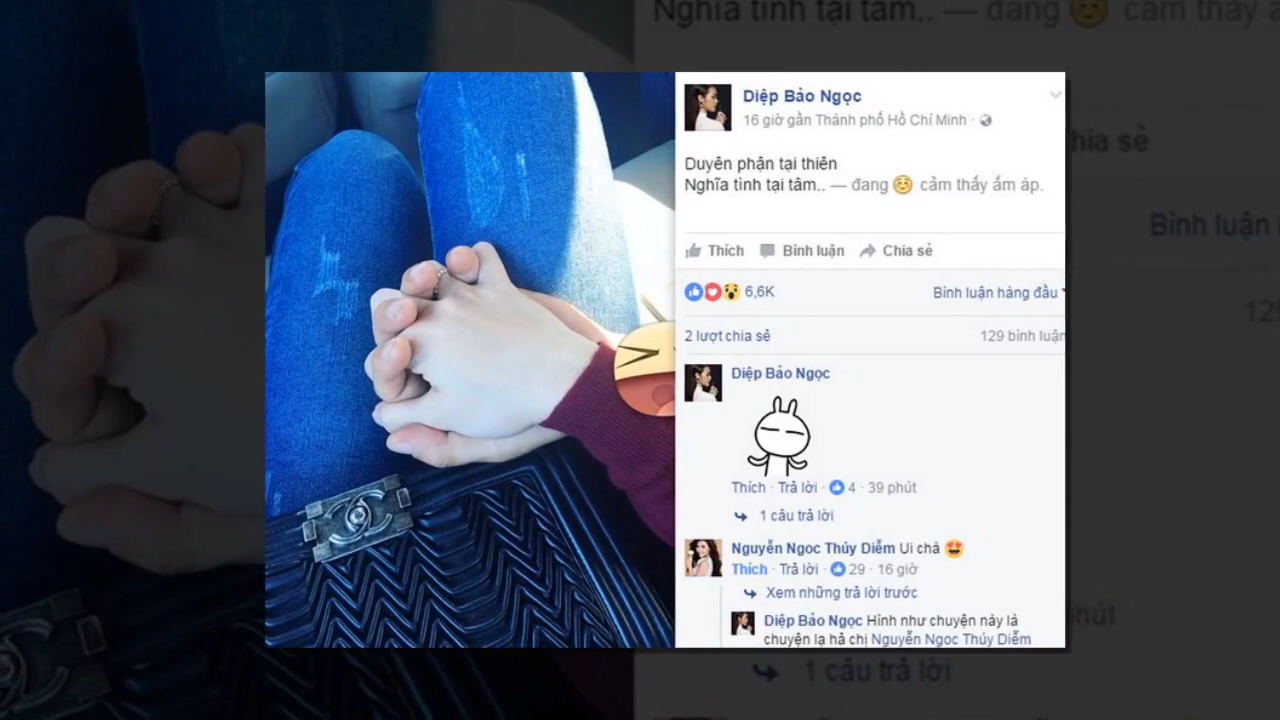 Nghĩa tình tại tâm.. — đang cảm thấy á
Diệp Bảo Ngọc
16 giờ gần Thành phố Hồ Chí Minh ·
hia sẻ
Duyên phận tại thiên
Nghĩa tình tại tâm.. — đang cảm thấy ấm áp.
Bình luận
Thích Bình luận Chia sẻ
6,6K Bình luận hàng đầu
12
2 lượt chia sẻ 129 bình luận
Diệp Bảo Ngọc
Thích · Trả lời · 4 · 39 phút
1 câu trả lời
Nguyễn Ngọc Thúy Diễm Ui chà
Thích · Trả lời · 29 · 16 giờ
Xem những trả lời trước
Diệp Bảo Ngọc Hình như chuyện này là
chuyện lạ hả chị Nguyễn Ngọc Thúy Diễm
phút
1 câu trả lời